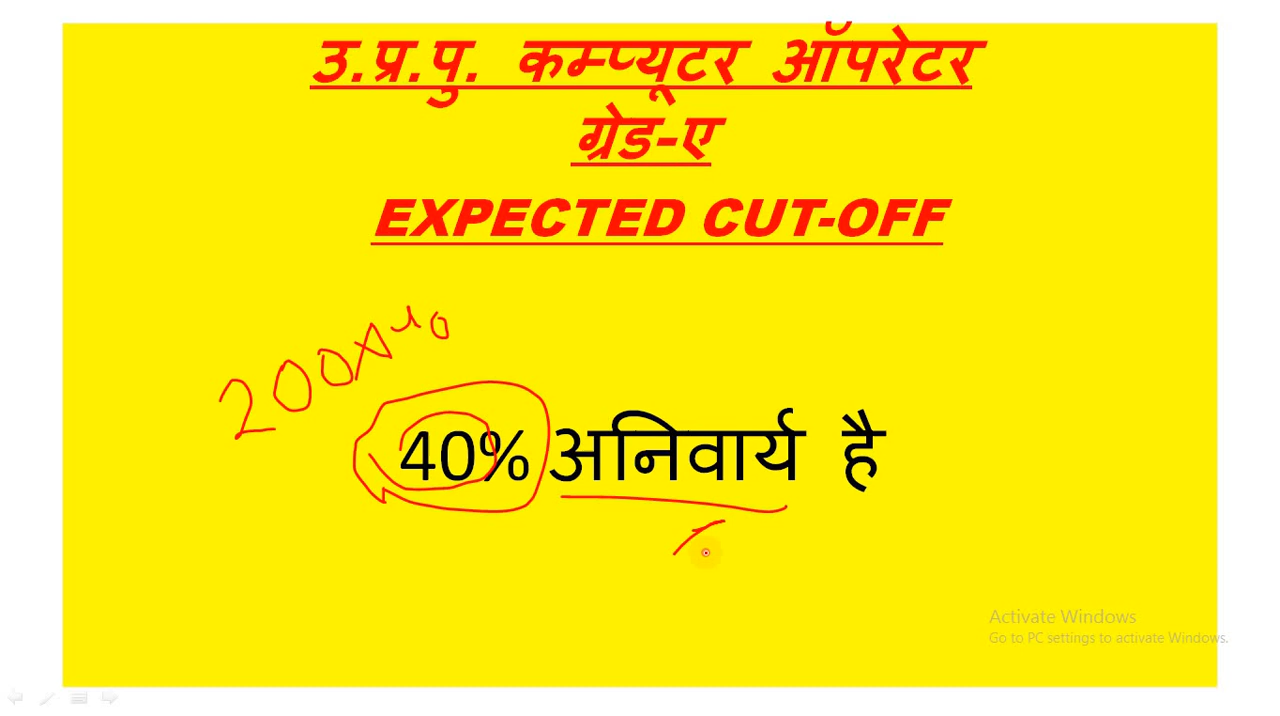 उ.प्र.पु. कम्प्यूटर ऑपरेटर
ग्रेड-ए
EXPECTED CUT-OFF
200×40
40% अनिवार्य है
Activate Windows
Go to PC settings to activate Windows.